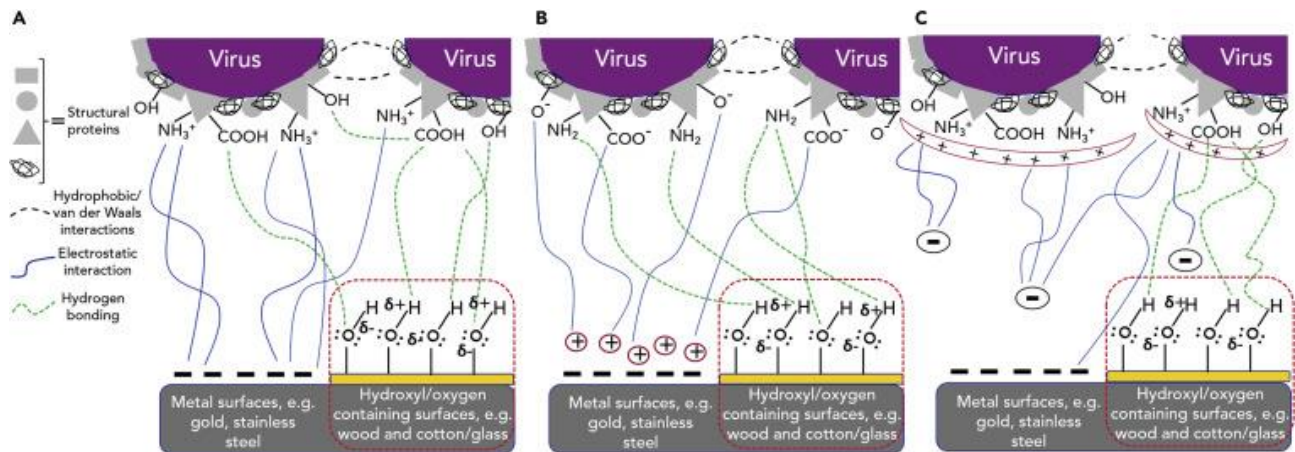 A
B
C
Virus
Virus
Virus
Virus
Virus
Virus
= Structural
proteins
Hydrophobic/
van der Waals
interactions
Electrostatic
interaction
Hydrogen
bonding
OH
NH₃⁺
COOH
NH₃⁺
OH
NH₃⁺
COOH
OH
H
δ+
H
H
δ+
H
δ-
:O:
:O:
δ-
:O:
:O:
δ-
Metal surfaces, e.g.
gold, stainless
steel
Hydroxyl/oxygen
containing surfaces, e.g.
wood and cotton/glass
O⁻
NH₂
COO⁻
NH₂
O⁻
NH₂
COO⁻
O⁻
+
+
+
+
+
H
δ+
H
H
δ+
H
:O:
:O:
:O:
:O:
δ-
δ-
Metal surfaces, e.g.
gold, stainless
steel
Hydroxyl/oxygen
containing surfaces, e.g.
wood and cotton/glass
OH
NH₃⁺
COOH
NH₃⁺
OH
NH₃⁺
COOH
OH
+ + + + + + +
+ + + + +
-
-
-
H
δ+
H
H
H
:O:
:O:
:O:
:O:
δ-
δ-
Metal surfaces, e.g.
gold, stainless
steel
Hydroxyl/oxygen
containing surfaces, e.g.
wood and cotton/glass